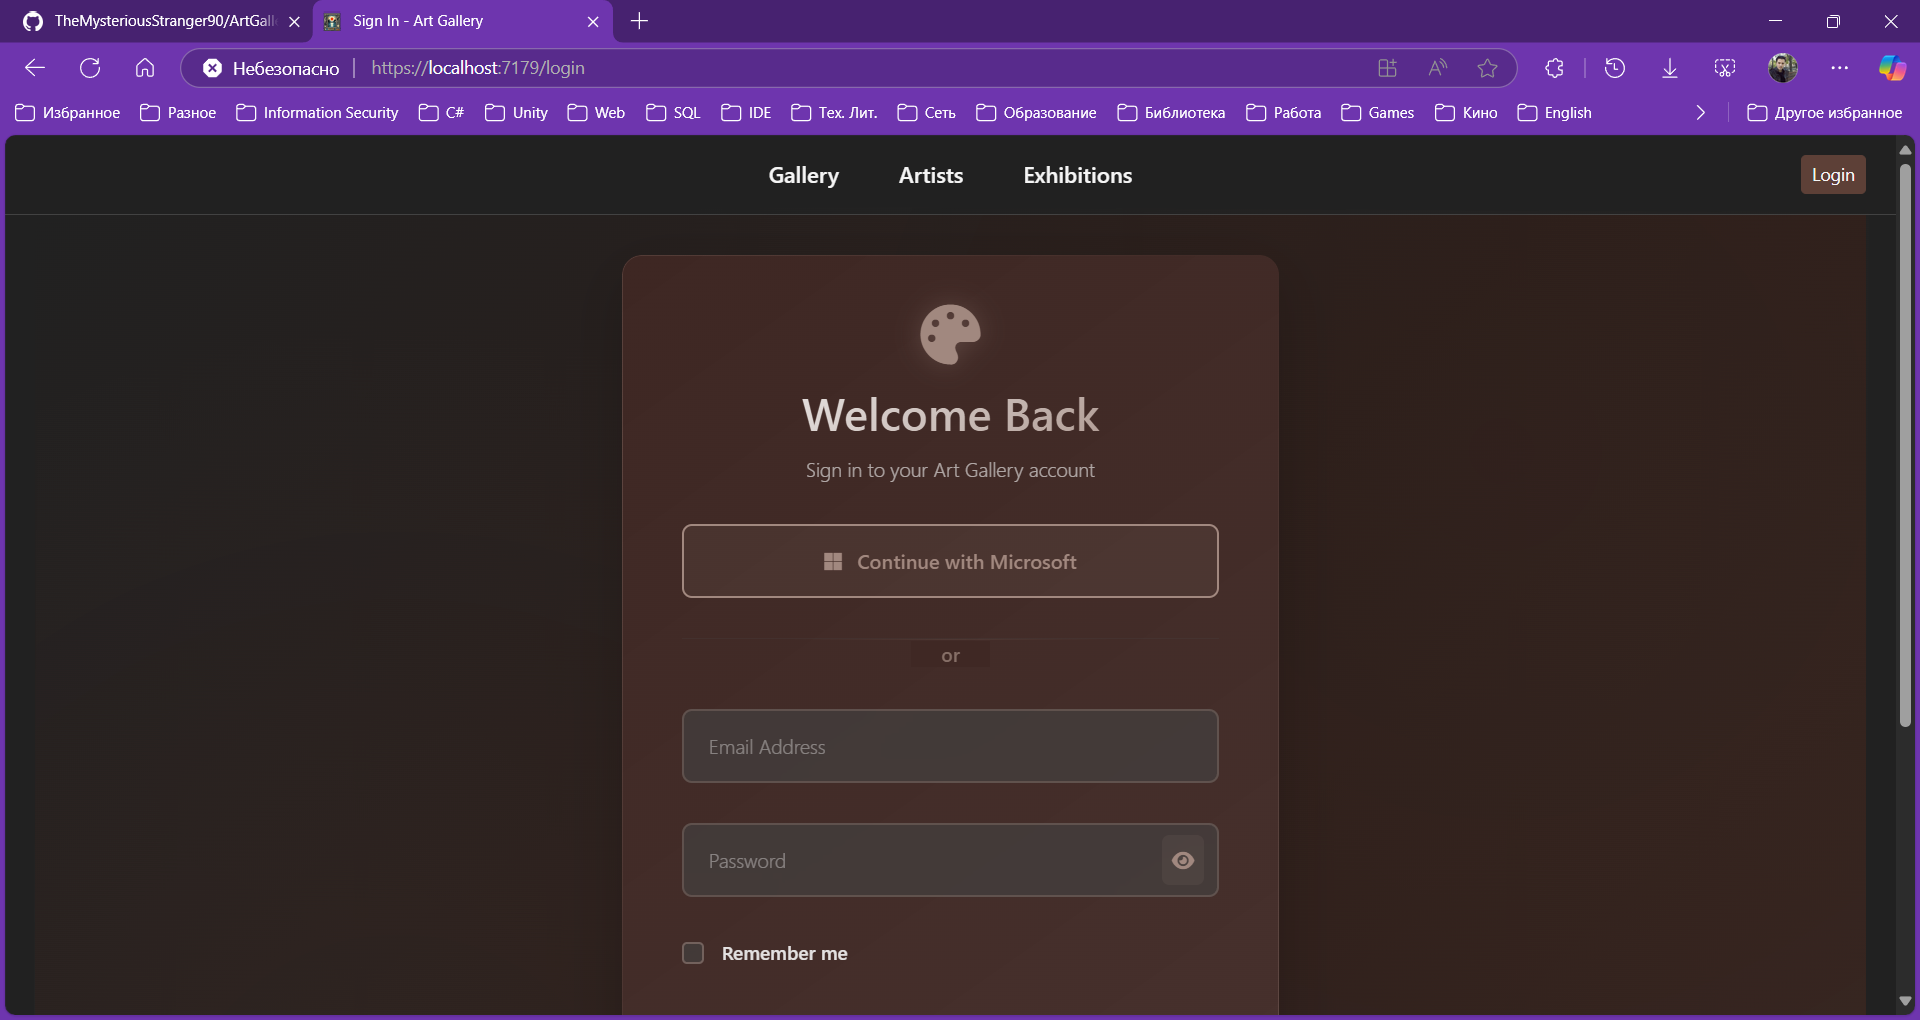 TheMysteriousStranger90/ArtGall
Sign In - Art Gallery
Небезопасно
https://localhost:7179/login
Избранное
Разное
Information Security
C#
Unity
Web
SQL
IDE
Тех. Лит.
Сеть
Образование
Библиотека
Работа
Games
Кино
English
Другое избранное
Gallery
Artists
Exhibitions
Login
Welcome Back
Sign in to your Art Gallery account
Continue with Microsoft
or
Email Address
Password
Remember me